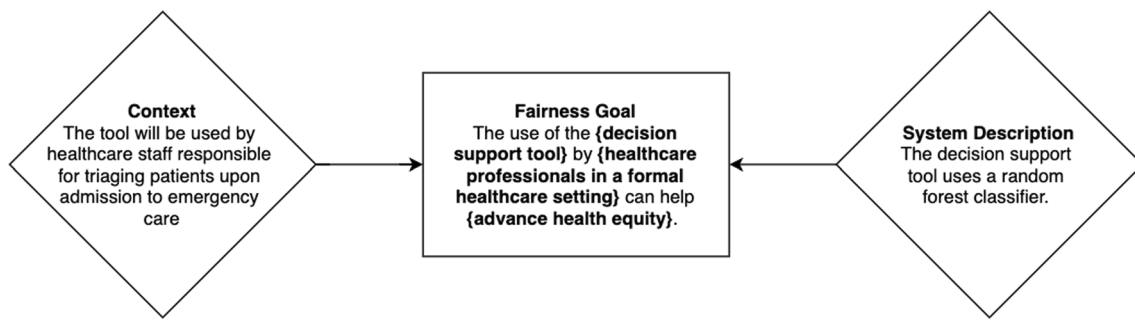 Context
The tool will be used by
healthcare staff responsible
for triaging patients upon
admission to emergency
care
Fairness Goal
The use of the {decision
support tool} by {healthcare
professionals in a formal
healthcare setting} can help
{advance health equity}.
System Description
The decision support
tool uses a random
forest classifier.